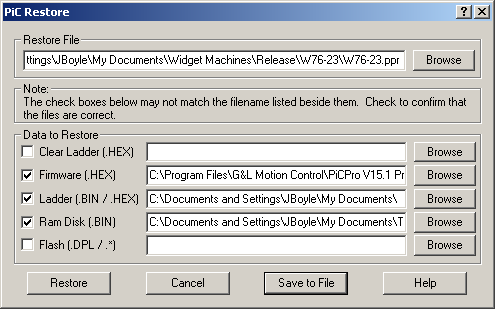 PiC Restore
Restore File
ttings\JBoyle\My Documents\Widget Machines\Release\W76-23\W76-23.ppr Browse
Note:
The check boxes below may not match the filename listed beside them. Check to confirm that
the files are correct.
Data to Restore
Clear Ladder (.HEX) Browse
Firmware (.HEX) C:\Program Files\G&L Motion Control\PiCPro V15.1 Pr Browse
Ladder (.BIN / .HEX) C:\Documents and Settings\JBoyle\My Documents\ Browse
Ram Disk (.BIN) C:\Documents and Settings\JBoyle\My Documents\T Browse
Flash (.DPL / .*) Browse
Restore Cancel Save to File Help